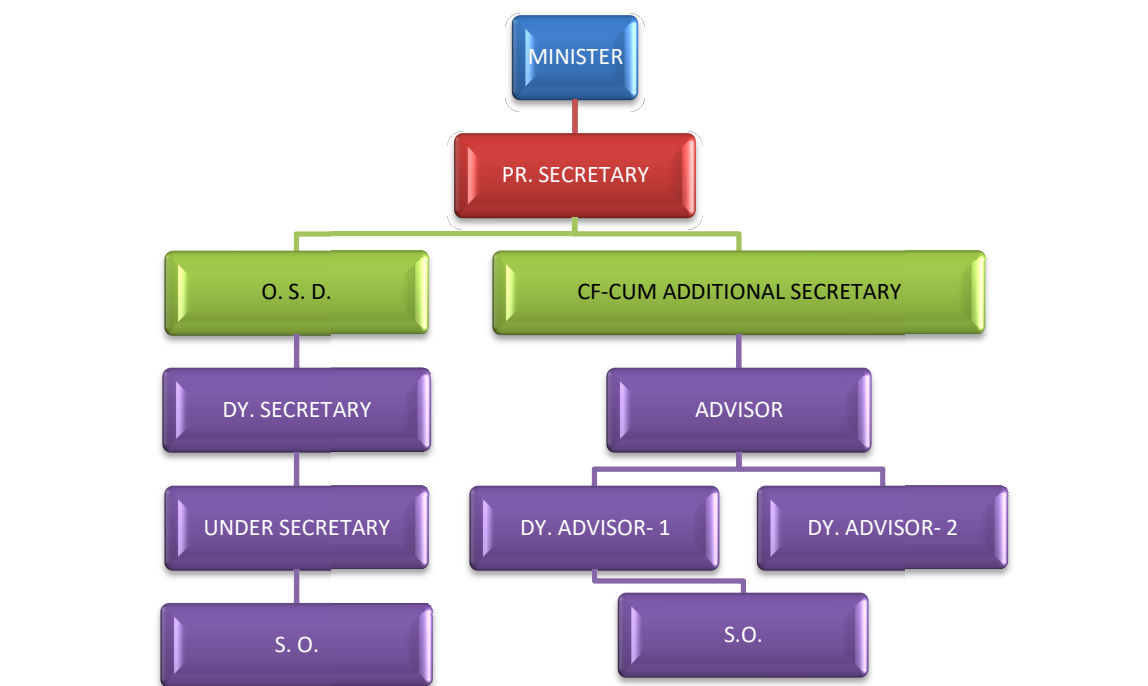 MINISTER
PR. SECRETARY
O. S. D.
CF-CUM ADDITIONAL SECRETARY
DY. SECRETARY
ADVISOR
UNDER SECRETARY
DY. ADVISOR- 1
DY. ADVISOR- 2
S. O.
S.O.